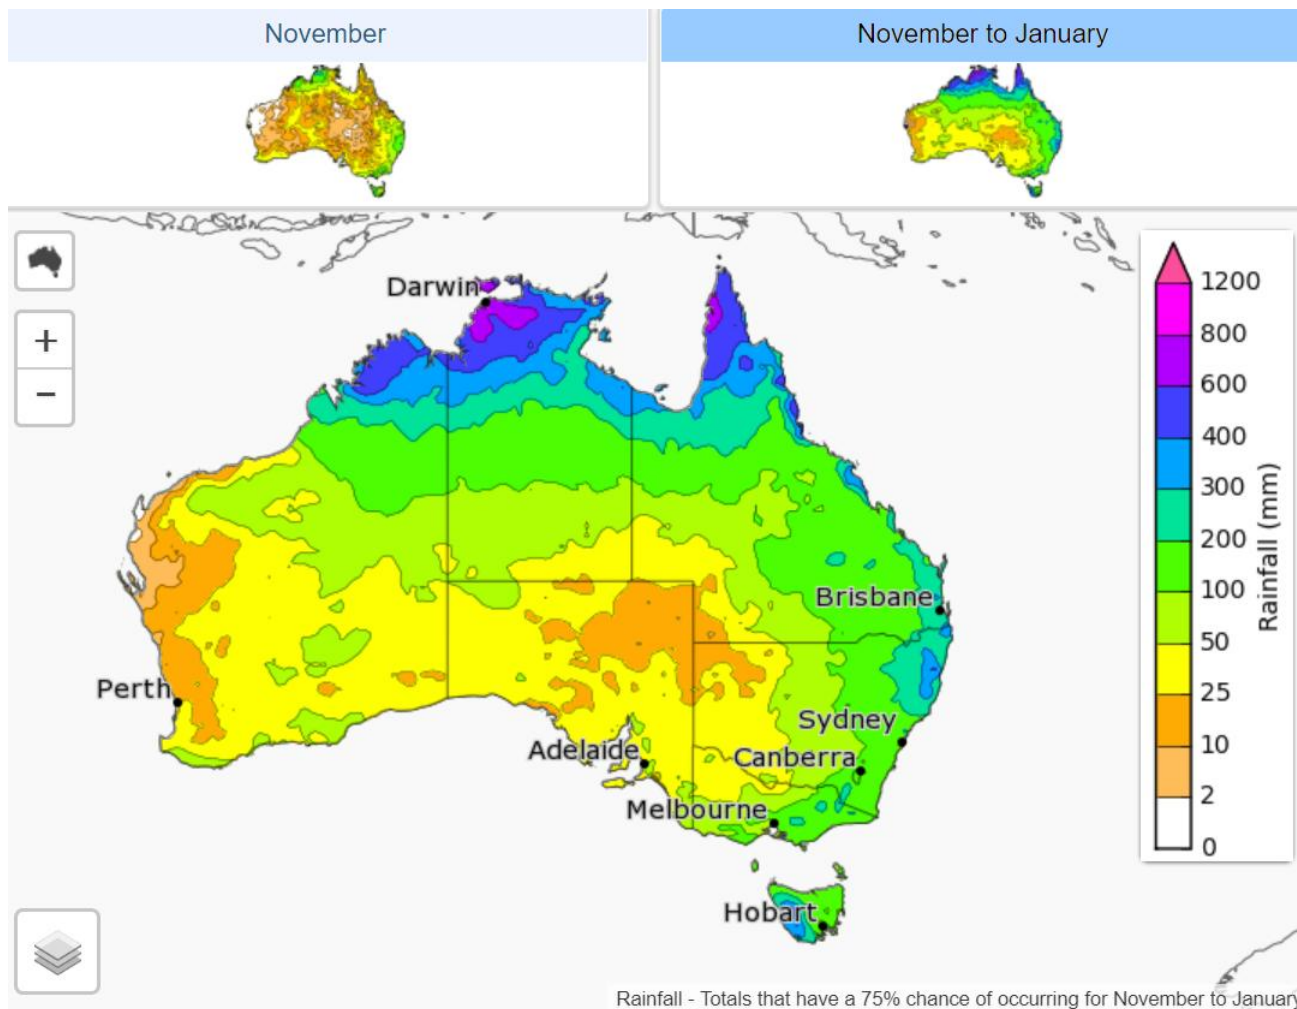 November
November to January
Darwin
Brisbane
Perth
Sydney
Adelaide
Canberra
Melbourne
Hobart
1200
800
600
400
300
200
100
50
25
10
2
0
Rainfall (mm)
+
−
Rainfall - Totals that have a 75% chance of occurring for November to January